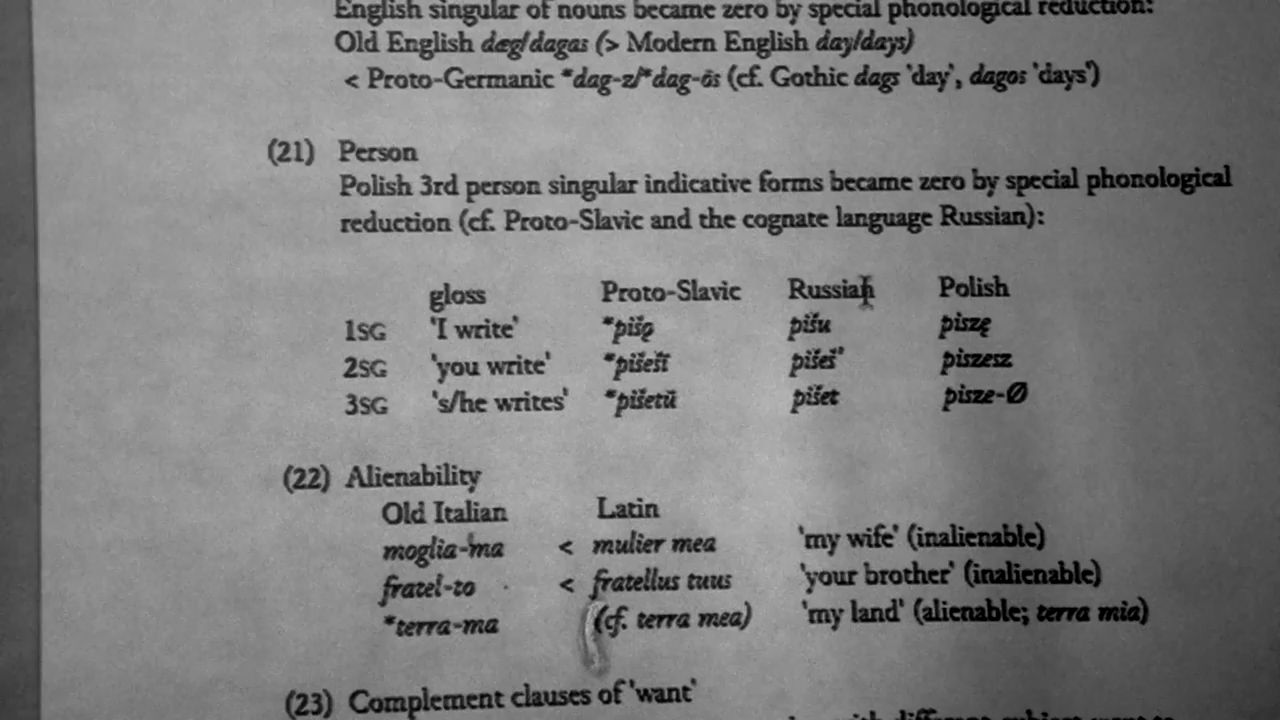 English singular of nouns became zero by special phonological reduction:
Old English dæg/dagas (> Modern English day/days)
< Proto-Germanic *dag-z/*dag-ōs (cf. Gothic dags 'day', dagos 'days')
(21) Person
Polish 3rd person singular indicative forms became zero by special phonological
reduction (cf. Proto-Slavic and the cognate language Russian):
gloss Proto-Slavic Russian Polish
1SG 'I write' *pišǫ pišu piszę
2SG 'you write' *pišešĭ pišeš' piszesz
3SG 's/he writes' *pišetŭ pišet pisze-Ø
(22) Alienability
Old Italian Latin
moglia-ma < mulier mea 'my wife' (inalienable)
fratel-to < fratellus tuus 'your brother' (inalienable)
*terra-ma (cf. terra mea) 'my land' (alienable; terra mia)
(23) Complement clauses of 'want'
with different subject